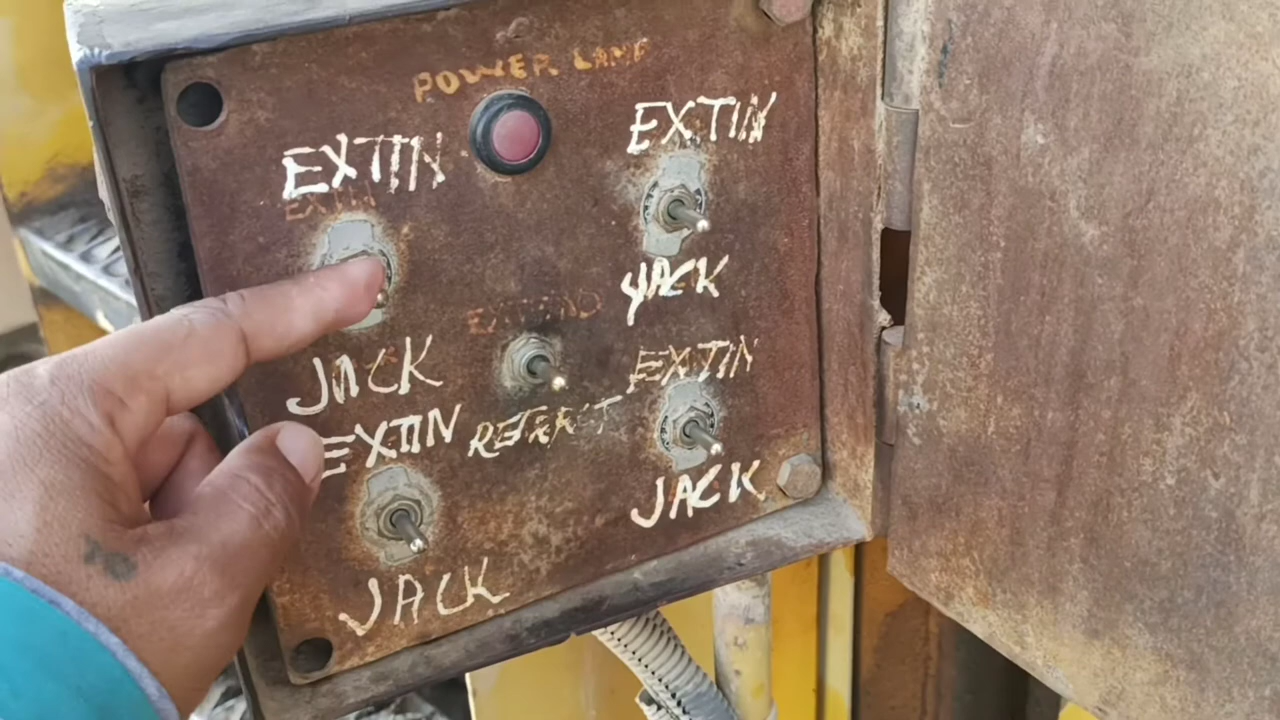 POWER LAMP
EXTIN
EXTIN
EXTIN
JACK
EXTEND
JACK
EXTIN
EXTIN
RETRACT
JACK
JACK